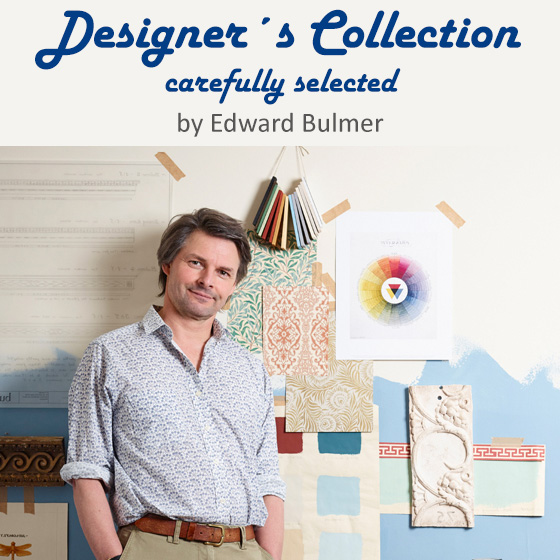 Designer´s Collection
carefully selected
by Edward Bulmer